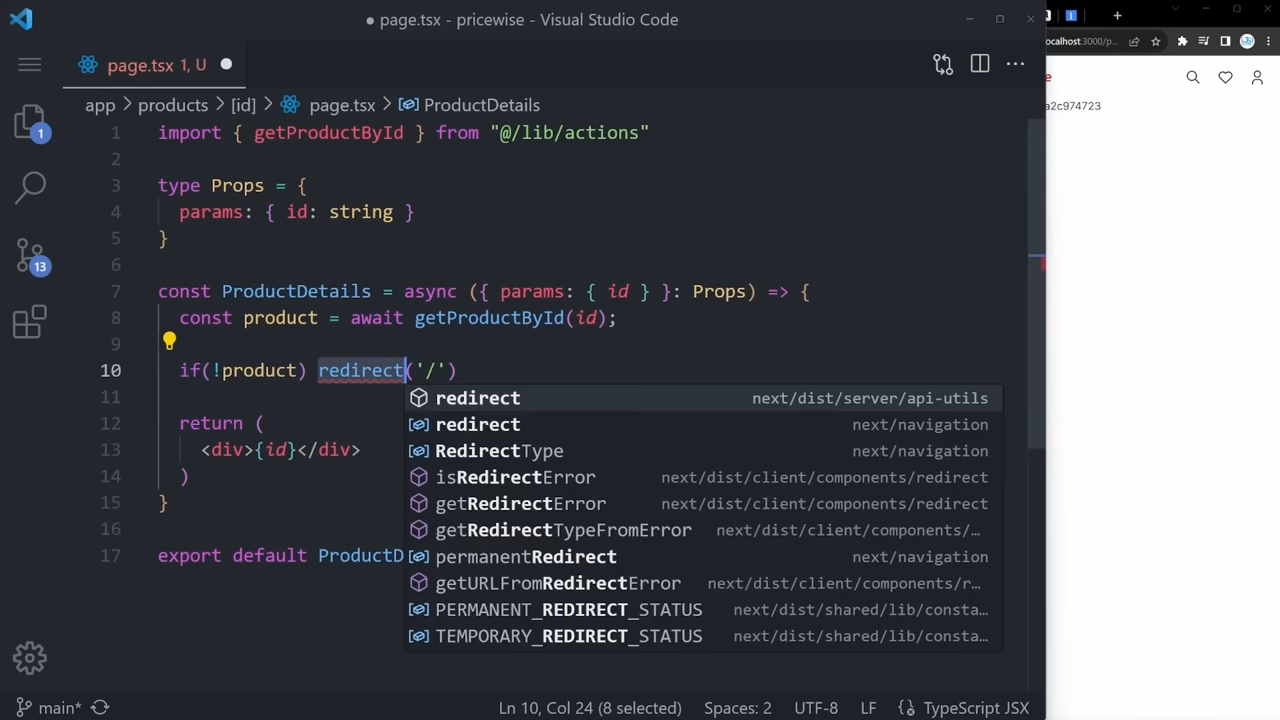 page.tsx - pricewise - Visual Studio Code
page.tsx 1, U
app > products > [id] > page.tsx > ProductDetails
1 import { getProductById } from "@/lib/actions"
2
3 type Props = {
4 params: { id: string }
5 }
6
7 const ProductDetails = async ({ params: { id } }: Props) => {
8 const product = await getProductById(id);
9
10 if(!product) redirect('/')
11
12 return (
13 <div>{id}</div>
14 )
15 }
16
17 export default ProductD
redirect next/dist/server/api-utils
redirect next/navigation
RedirectType next/navigation
isRedirectError next/dist/client/components/redirect
getRedirectError next/dist/client/components/redirect
getRedirectTypeFromError next/dist/client/components/…
permanentRedirect next/navigation
getURLFromRedirectError next/dist/client/components/r…
PERMANENT_REDIRECT_STATUS next/dist/shared/lib/consta…
TEMPORARY_REDIRECT_STATUS next/dist/shared/lib/consta…
1
13
main* Ln 10, Col 24 (8 selected) Spaces: 2 UTF-8 LF TypeScript JSX
ocalhost:3000/p...
e
a2c974723